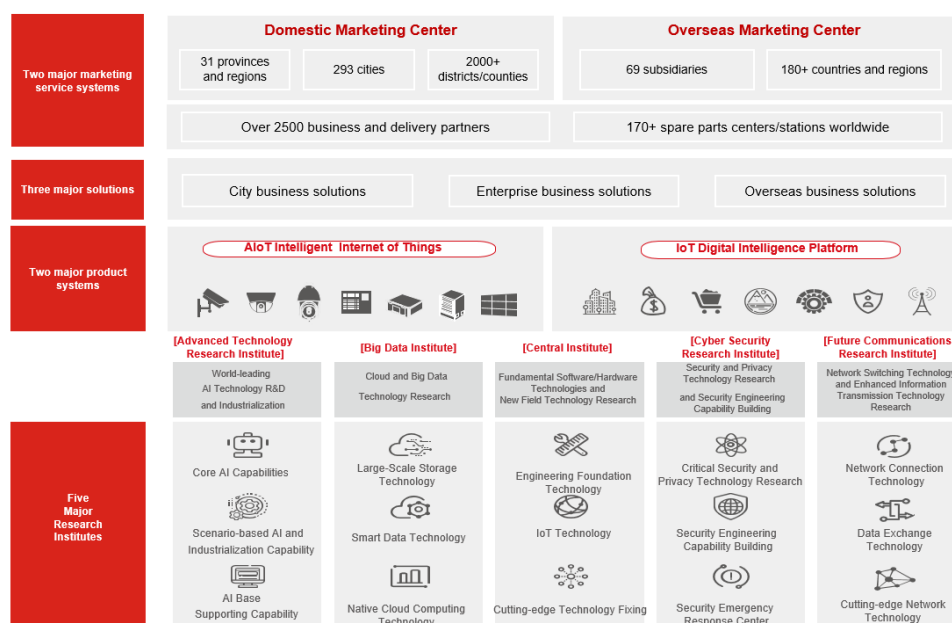 Two major marketing
service systems
Domestic Marketing Center
31 provinces
and regions
293 cities
2000+
districts/counties
Overseas Marketing Center
69 subsidiaries
180+ countries and regions
Over 2500 business and delivery partners
170+ spare parts centers/stations worldwide
Three major solutions
City business solutions
Enterprise business solutions
Overseas business solutions
Two major product
systems
AIoT Intelligent Internet of Things
IoT Digital Intelligence Platform
[Advanced Technology
Research Institute]
World-leading
AI Technology R&D
and Industrialization
[Big Data Institute]
Cloud and Big Data
Technology Research
[Central Institute]
Fundamental Software/Hardware
Technologies and
New Field Technology Research
[Cyber Security
Research Institute]
Security and Privacy
Technology Research
and Security Engineering
Capability Building
[Future Communications
Research Institute]
Network Switching Technology
and Enhanced Information
Transmission Technology
Research
Five
Major
Research
Institutes
Core AI Capabilities
Scenario-based AI and
Industrialization Capability
AI Base
Supporting Capability
Large-Scale Storage
Technology
Smart Data Technology
Native Cloud Computing
Technology
Engineering Foundation
Technology
IoT Technology
Cutting-edge Technology Fixing
Critical Security and
Privacy Technology Research
Security Engineering
Capability Building
Security Emergency
Response Center
Network Connection
Technology
Data Exchange
Technology
Cutting-edge Network
Technology